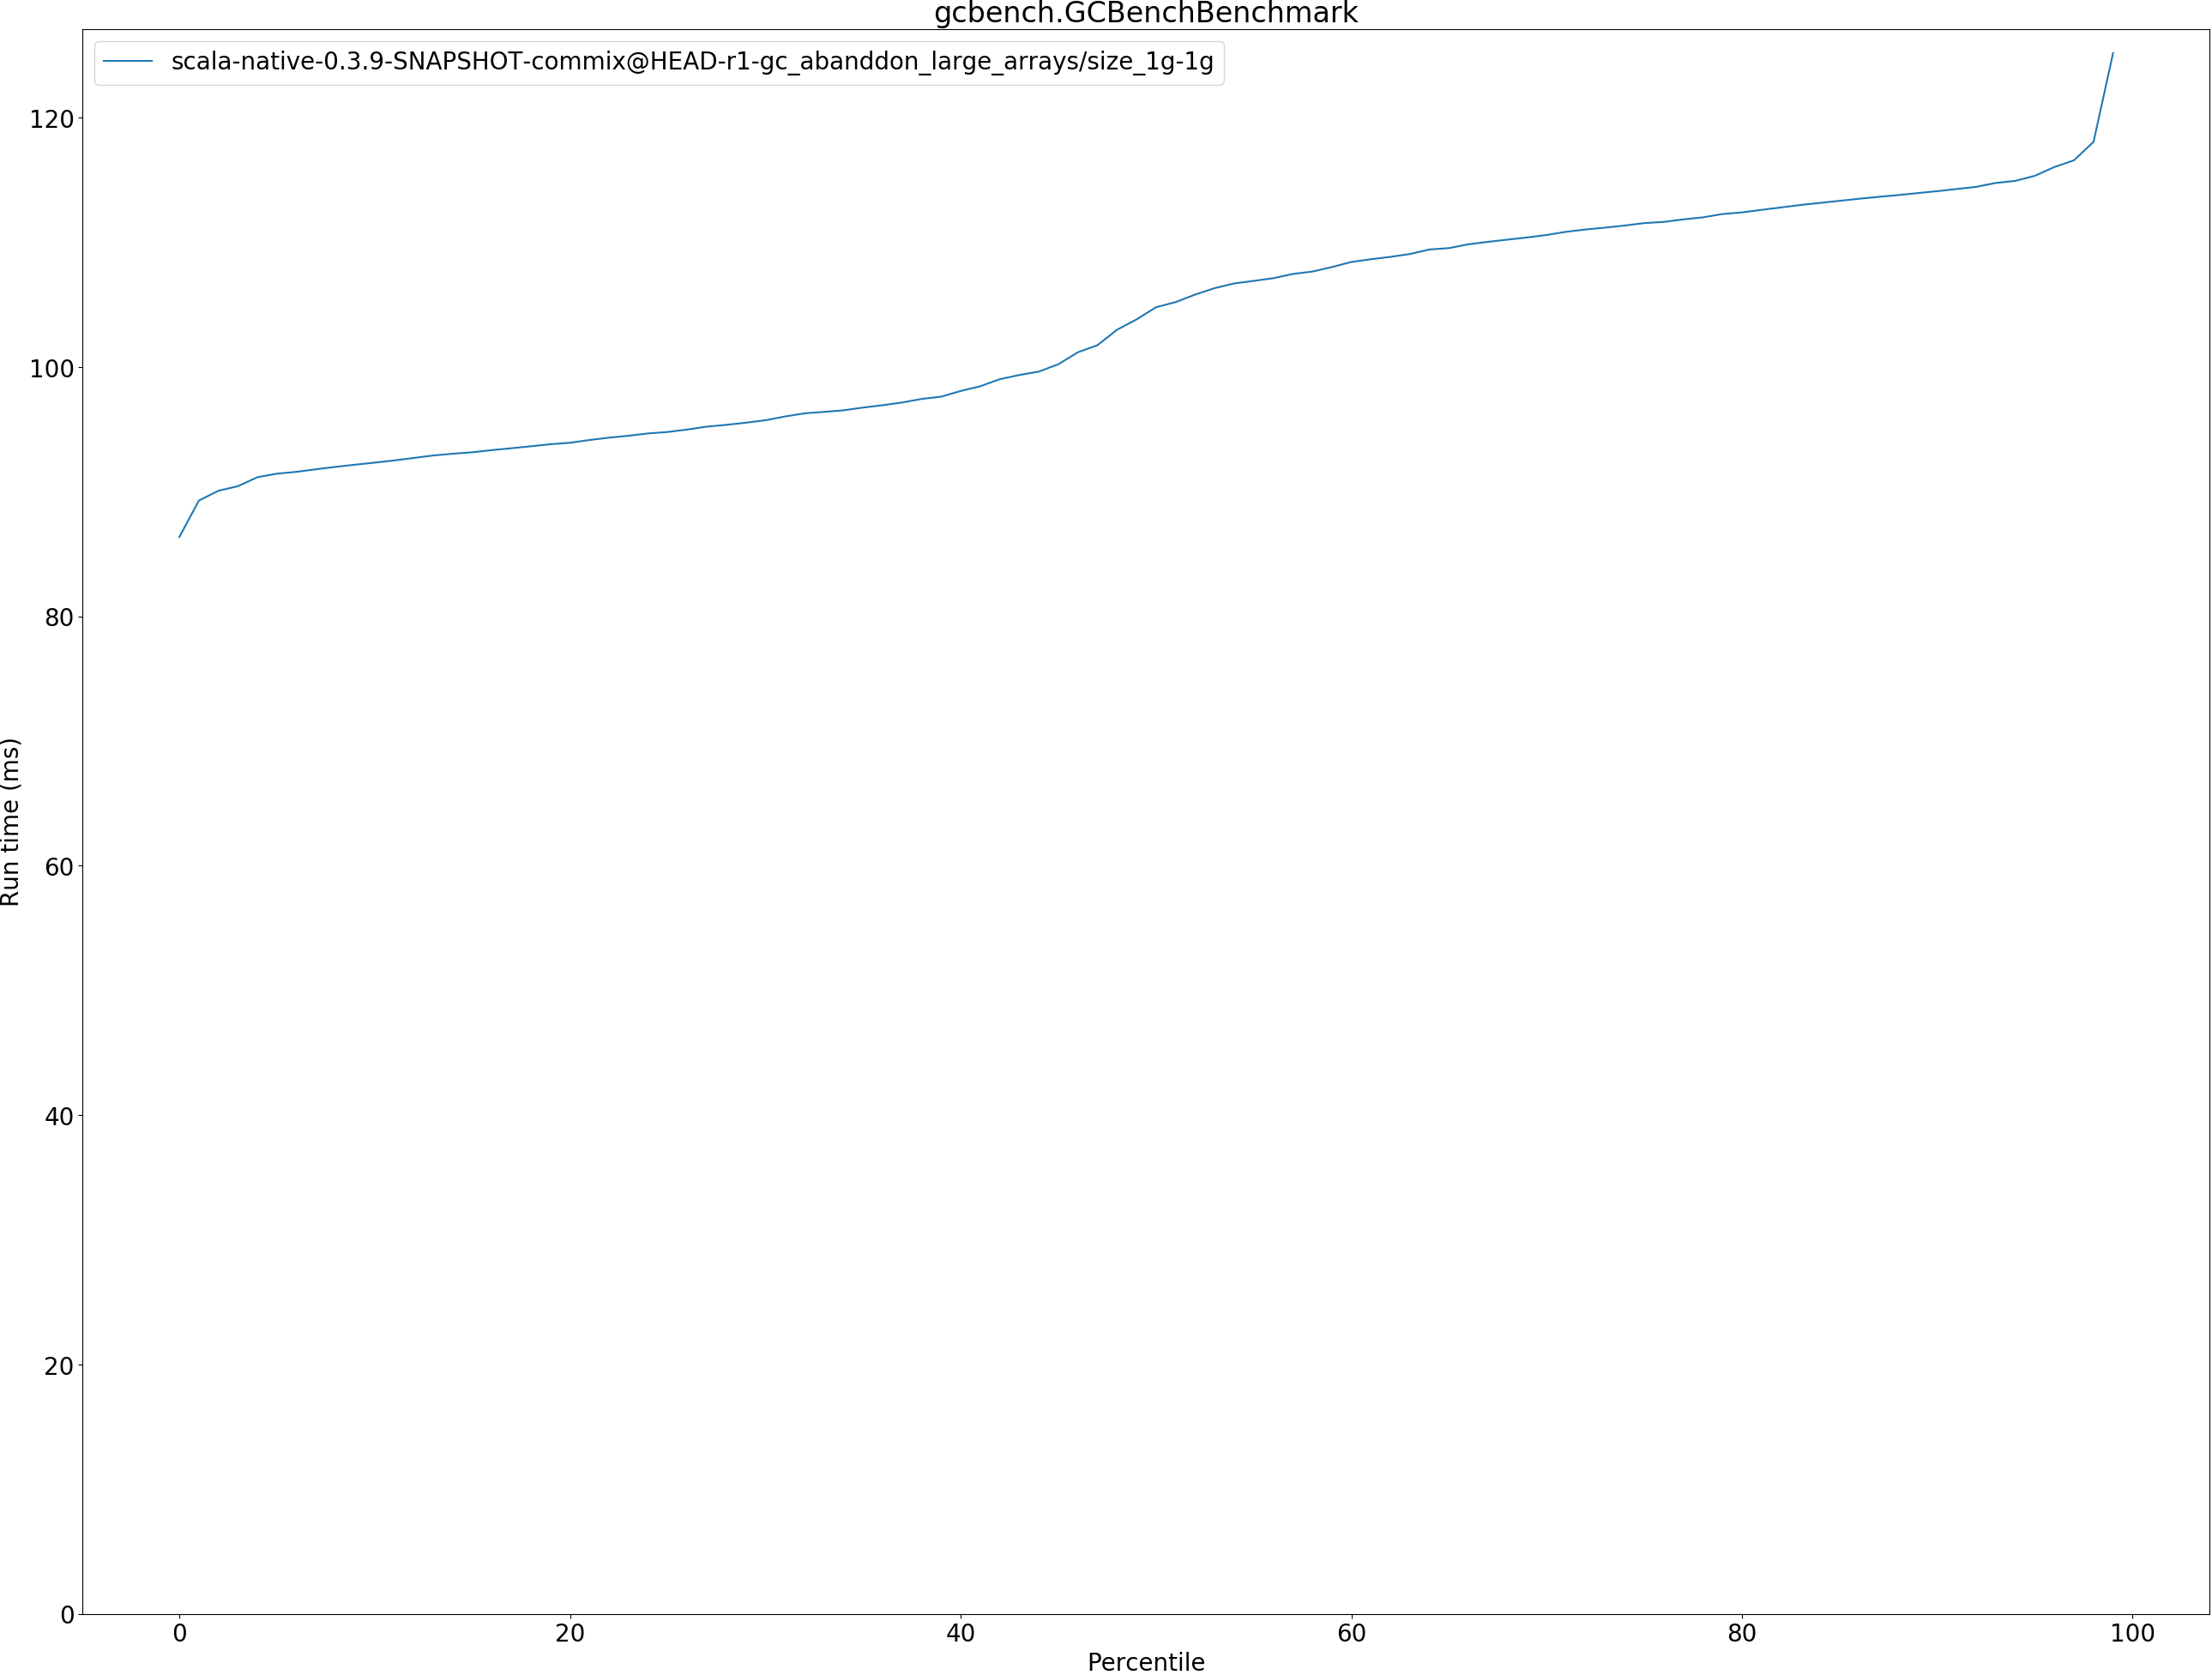 gcbench.GCBenchBenchmark
scala-native-0.3.9-SNAPSHOT-commix@HEAD-r1-gc_abanddon_large_arrays/size_1g-1g
120
100
80
60
40
20
0
Run time (ms)
0 20 40 60 80 100
Percentile